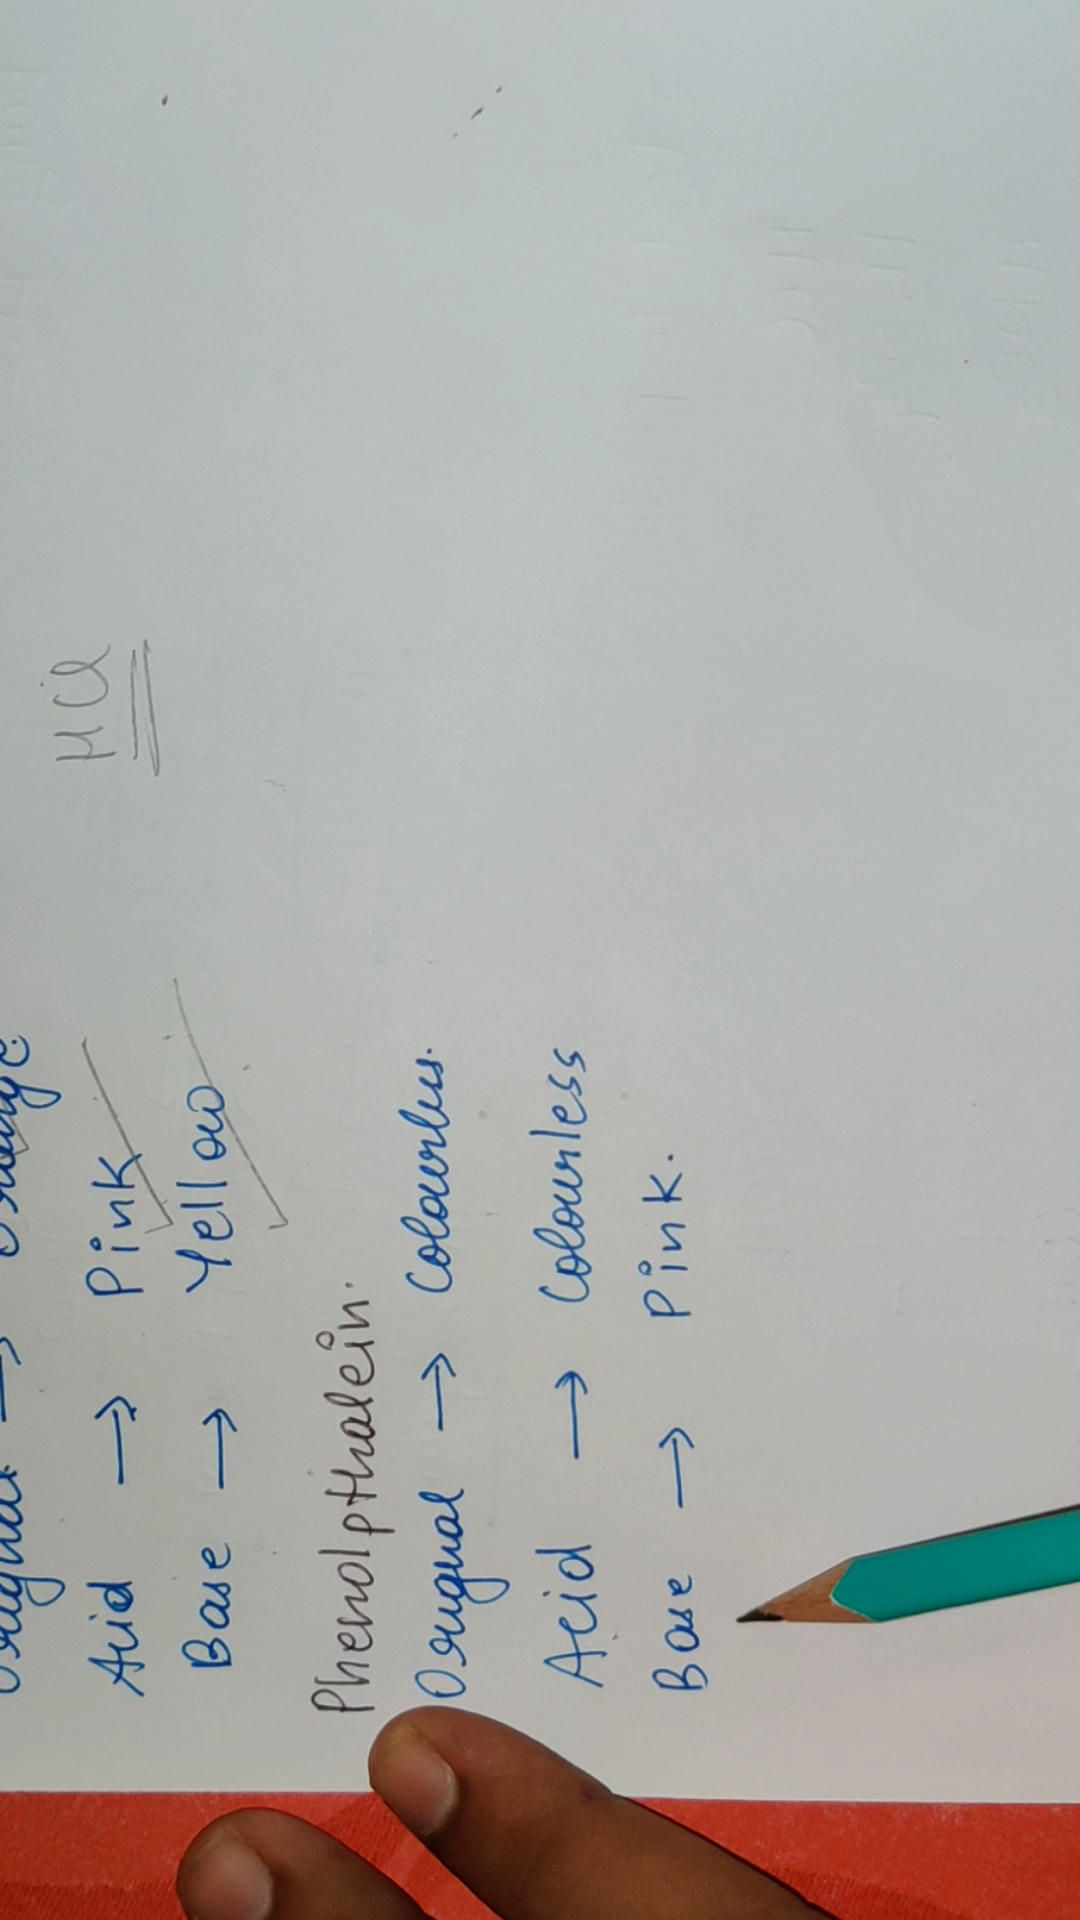 →
Acid → Pink
HCl
Base → Yellow
Phenolpthalein.
Original → Colourless.
Acid → Colourless
Base → Pink.